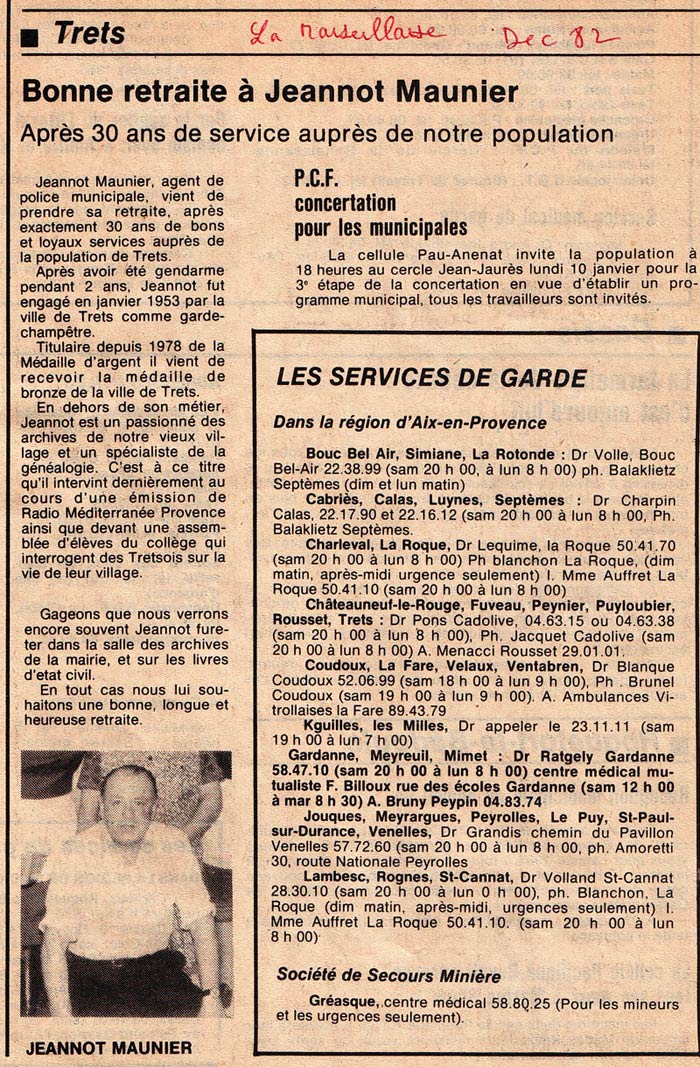 ■ Trets La Marseillaise Dec 82
Bonne retraite à Jeannot Maunier
Après 30 ans de service auprès de notre population
Jeannot Maunier, agent de
police municipale, vient de
prendre sa retraite, après
exactement 30 ans de bons
et loyaux services auprès de
la population de Trets.
Après avoir été gendarme
pendant 2 ans, Jeannot fut
engagé en janvier 1953 par la
ville de Trets comme garde-
champêtre.
Titulaire depuis 1978 de la
Médaille d'argent il vient de
recevoir la médaille de
bronze de la ville de Trets.
En dehors de son métier,
Jeannot est un passionné des
archives de notre vieux vil-
lage et un spécialiste de la
généalogie. C'est à ce titre
qu'il intervint dernièrement au
cours d'une émission de
Radio Méditerranée Provence
ainsi que devant une assem-
blée d'élèves du collège qui
interrogent des Tretsois sur la
vie de leur village.
Gageons que nous verrons
encore souvent Jeannot fure-
ter dans la salle des archives
de la mairie, et sur les livres
d'etat civil.
En tout cas nous lui sou-
haitons une bonne, longue et
heureuse retraite.
JEANNOT MAUNIER
P.C.F.
concertation
pour les municipales
La cellule Pau-Anenat invite la population à
18 heures au cercle Jean-Jaurès lundi 10 janvier pour la
3e étape de la concertation en vue d'établir un pro-
gramme municipal, tous les travailleurs sont invités.
LES SERVICES DE GARDE
Dans la région d'Aix-en-Provence
Bouc Bel Air, Simiane, La Rotonde : Dr Volle, Bouc
Bel-Air 22.38.99 (sam 20 h 00, à lun 8 h 00) ph. Balaklietz
Septèmes (dim et lun matin)
Cabriès, Calas, Luynes, Septèmes : Dr Charpin
Calas, 22.17.90 et 22.16.12 (sam 20 h 00 à lun 8 h 00, Ph.
Balaklietz Septèmes.
Charleval, La Roque, Dr Lequime, la Roque 50.41.70
(sam 20 h 00 à lun 8 h 00) Ph blanchon La Roque, (dim
matin, après-midi urgence seulement) I. Mme Auffret La
Roque 50.41.10 (sam 20 h 00 à lun 8 h 00)
Châteauneuf-le-Rouge, Fuveau, Peynier, Puyloubier,
Rousset, Trets : Dr Pons Cadolive, 04.63.15 ou 04.63.38
(sam 20 h 00 à lun 8 h 00), Ph. Jacquet Cadolive (sam
20 h 00 à lun 8 h 00) A. Menacci Rousset 29.01.01.
Coudoux, La Fare, Velaux, Ventabren, Dr Blanque
Coudoux 52.06.99 (sam 18 h 00 à lun 9 h 00), Ph . Brunel
Coudoux (sam 19 h 00 à lun 9 h 00). A. Ambulances Vi-
trollaises la Fare 89.43.79
Kguilles, les Milles, Dr appeler le 23.11.11 (sam
19 h 00 à lun 7 h 00)
Gardanne, Meyreuil, Mimet : Dr Ratgely Gardanne
58.47.10 (sam 20 h 00 à lun 8 h 00) centre médical mu-
tualiste F. Billoux rue des écoles Gardanne (sam 12 h 00
à mar 8 h 30) A. Bruny Peypin 04.83.74
Jouques, Meyrargues, Peyrolles, Le Puy, St-Paul-
sur-Durance, Venelles, Dr Grandis chemin du Pavillon
Venelles 57.72.60 (sam 20 h 00 à lun 8 h 00, ph. Amoretti
30, route Nationale Peyrolles
Lambesc, Rognes, St-Cannat, Dr Volland St-Cannat
28.30.10 (sam 20 h 00 à lun 0 h 00), ph. Blanchon, La
Roque (dim matin, après-midi, urgences seulement) I.
Mme Auffret La Roque 50.41.10. (sam 20 h 00 à lun
8 h 00)
Société de Secours Minière
Gréasque, centre médical 58.80.25 (Pour les mineurs
et les urgences seulement).